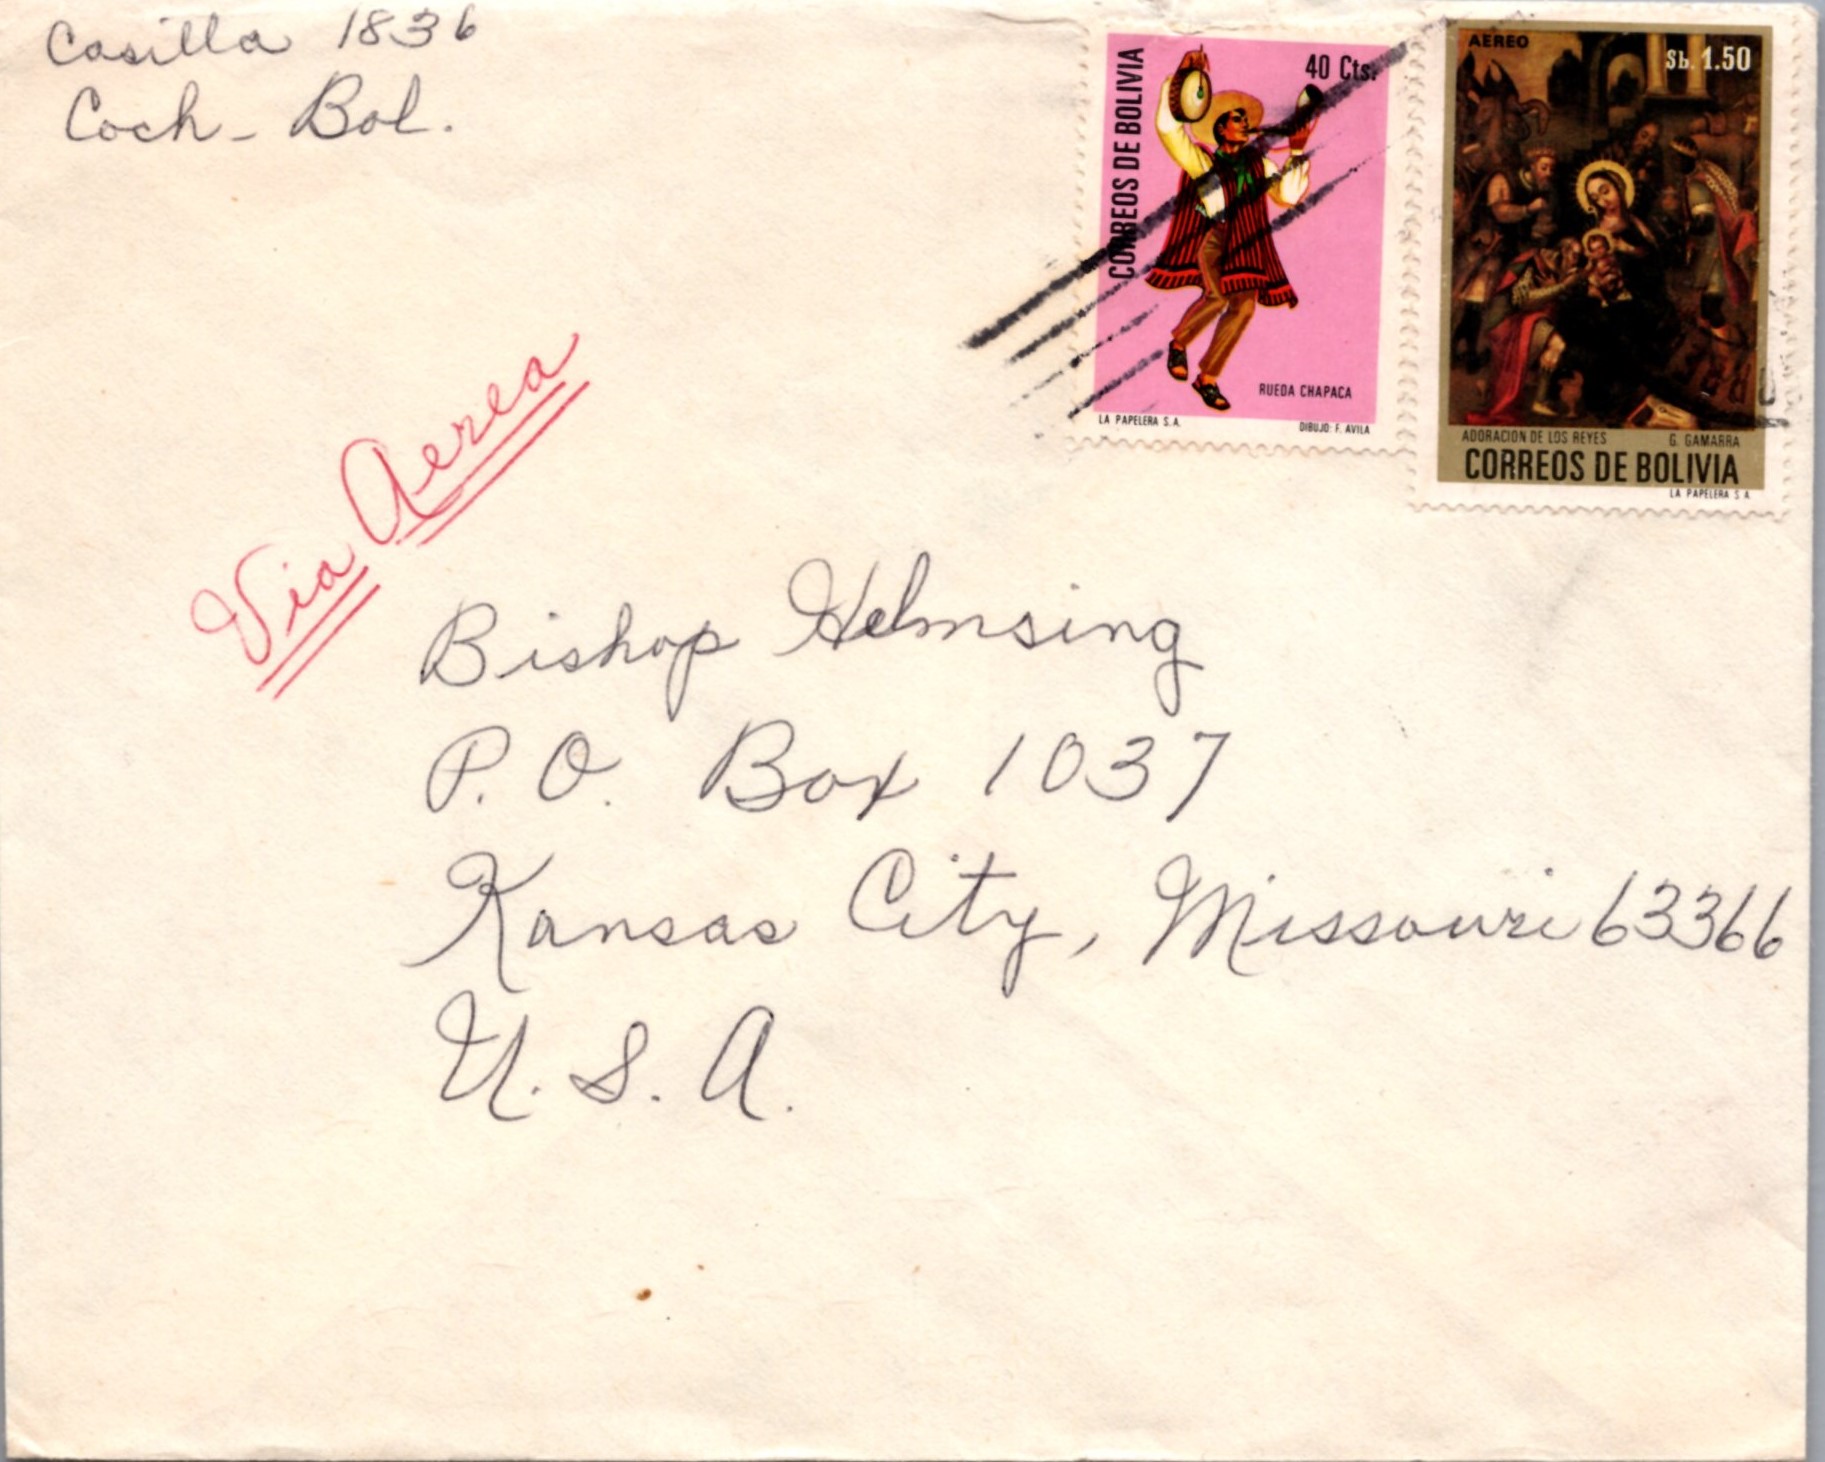 Casilla 1836
Coch - Bol.
CORREOS DE BOLIVIA
40 Cts.
RUEDA CHAPACA
LA PAPELERA S.A.
DIBUJO: F. AVILA
AEREO
$b. 1.50
ADORACION DE LOS REYES
G. GAMARRA
CORREOS DE BOLIVIA
LA PAPELERA S A
Via Aerea
Bishop Helmsing
P. O. Box 1037
Kansas City, Missouri 63366
U. S. A.